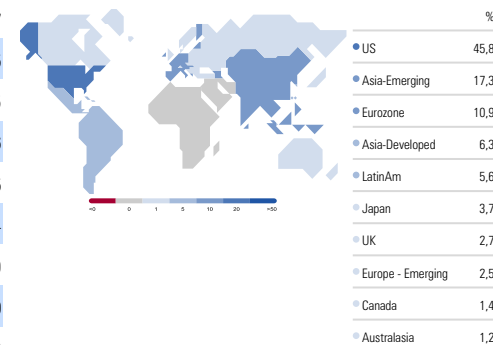 %
US 45,8
Asia-Emerging 17,3
Eurozone 10,9
Asia-Developed 6,3
LatinAm 5,6
Japan 3,7
UK 2,7
Europe - Emerging 2,5
Canada 1,4
Australasia 1,2
<0 0 1 5 10 20 >50